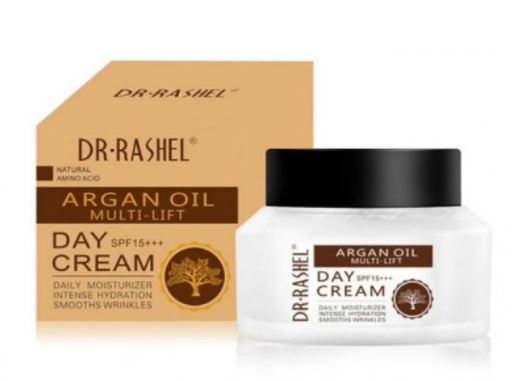 DR·RASHEL®
DR·RASHEL®
NATURAL
AMINO ACID
ARGAN OIL
MULTI-LIFT
DAY SPF15+++
CREAM
DAILY MOISTURIZER
INTENSE HYDRATION
SMOOTHS WRINKLES
DR·RASHEL®
ARGAN OIL
MULTI-LIFT
DAY SPF15+++
CREAM
DAILY MOISTURIZER
INTENSE HYDRATION
SMOOTHS WRINKLES